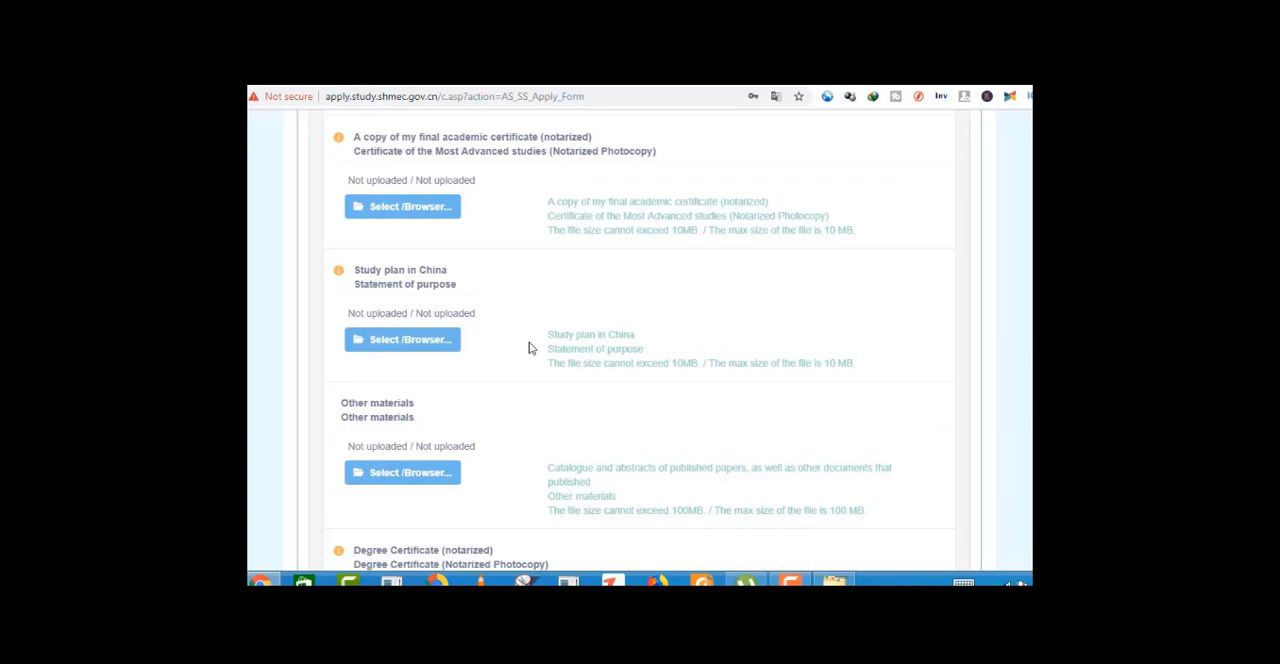 Not secure
apply.study.shmec.gov.cn/c.asp?action=AS_SS_Apply_Form
Inv
A copy of my final academic certificate (notarized)
Certificate of the Most Advanced studies (Notarized Photocopy)
Not uploaded / Not uploaded
Select /Browser...
A copy of my final academic certificate (notarized)
Certificate of the Most Advanced studies (Notarized Photocopy)
The file size cannot exceed 10MB. / The max size of the file is 10 MB.
Study plan in China
Statement of purpose
Not uploaded / Not uploaded
Select /Browser...
Study plan in China
Statement of purpose
The file size cannot exceed 10MB. / The max size of the file is 10 MB.
Other materials
Other materials
Not uploaded / Not uploaded
Select /Browser...
Catalogue and abstracts of published papers, as well as other documents that
published
Other materials
The file size cannot exceed 100MB. / The max size of the file is 100 MB.
Degree Certificate (notarized)
Degree Certificate (Notarized Photocopy)